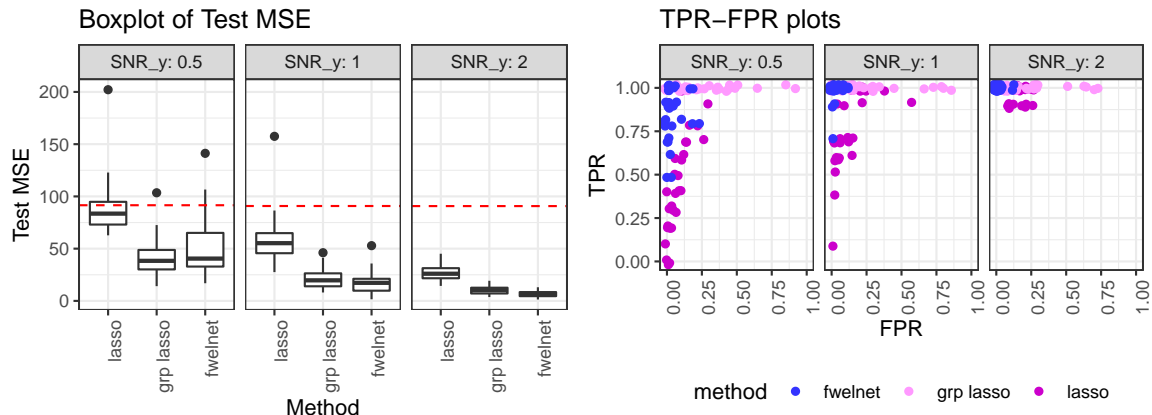 Boxplot of Test MSE
SNR_y: 0.5
SNR_y: 1
SNR_y: 2
Test MSE
200
150
100
50
0
lasso
grp lasso
fwelnet
lasso
grp lasso
fwelnet
lasso
grp lasso
fwelnet
Method
TPR−FPR plots
SNR_y: 0.5
SNR_y: 1
SNR_y: 2
TPR
1.00
0.75
0.50
0.25
0.00
0.00
0.25
0.50
0.75
1.00
0.00
0.25
0.50
0.75
1.00
0.00
0.25
0.50
0.75
1.00
FPR
method
fwelnet
grp lasso
lasso